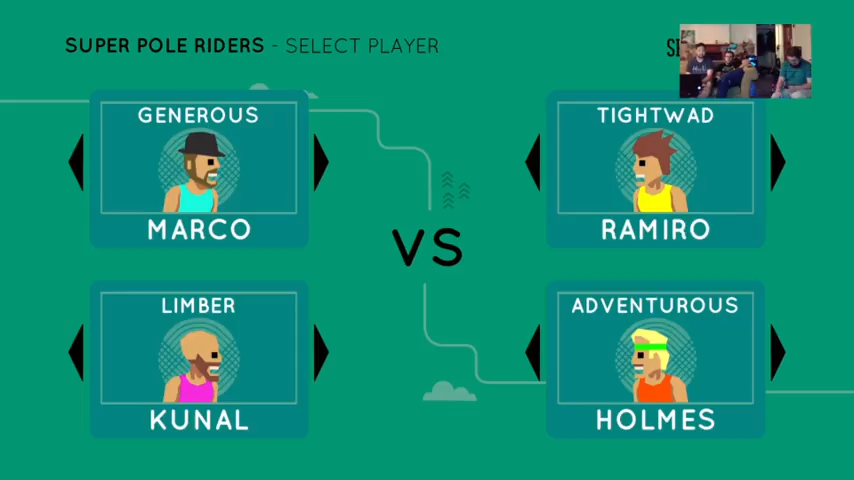 SUPER POLE RIDERS - SELECT PLAYER
GENEROUS
MARCO
TIGHTWAD
RAMIRO
VS
LIMBER
KUNAL
ADVENTUROUS
HOLMES